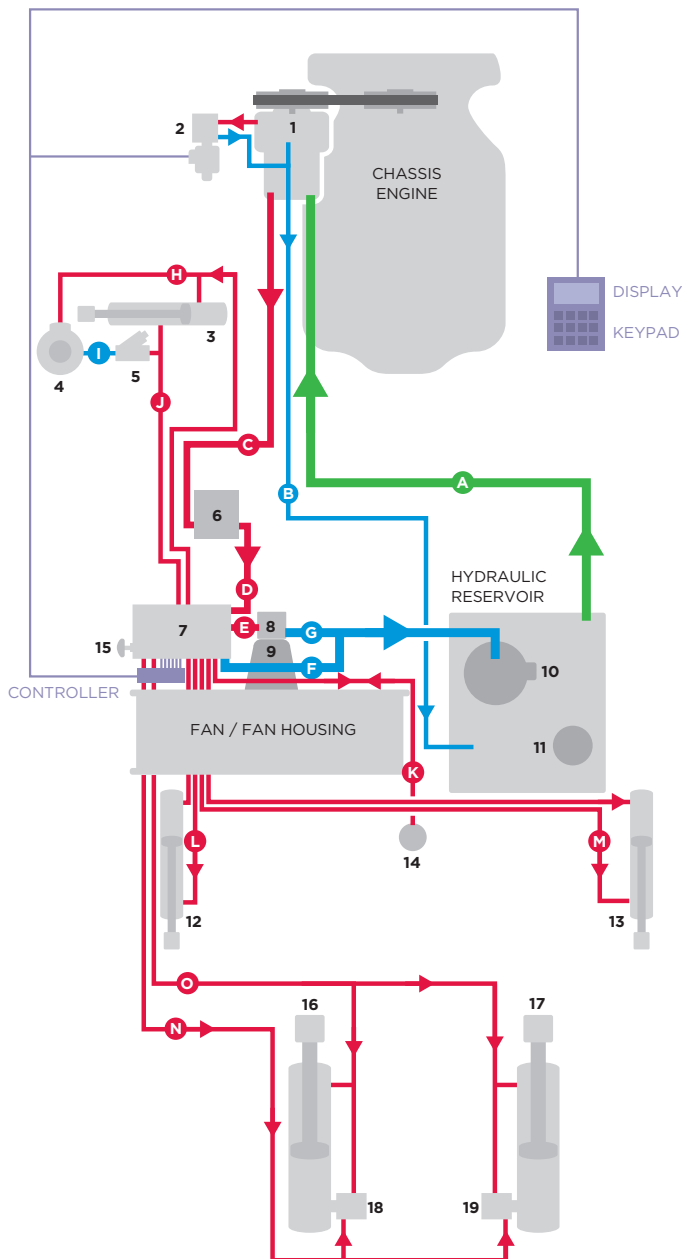 1
2
CHASSIS
ENGINE
H
DISPLAY
KEYPAD
3
I
4
5
J
C
A
B
6
HYDRAULIC
RESERVOIR
D
7
E
8
G
15
9
F
10
CONTROLLER
FAN / FAN HOUSING
11
K
L
14
M
12
13
O
16
17
N
18
19